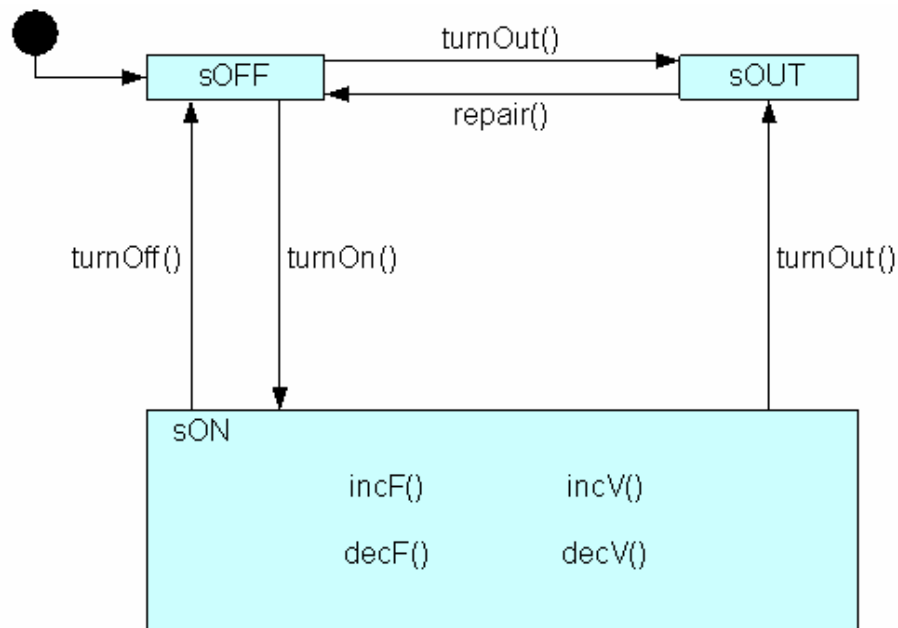 turnOut()
sOFF
sOUT
repair()
turnOff()
turnOn()
turnOut()
sON
incF()
incV()
decF()
decV()